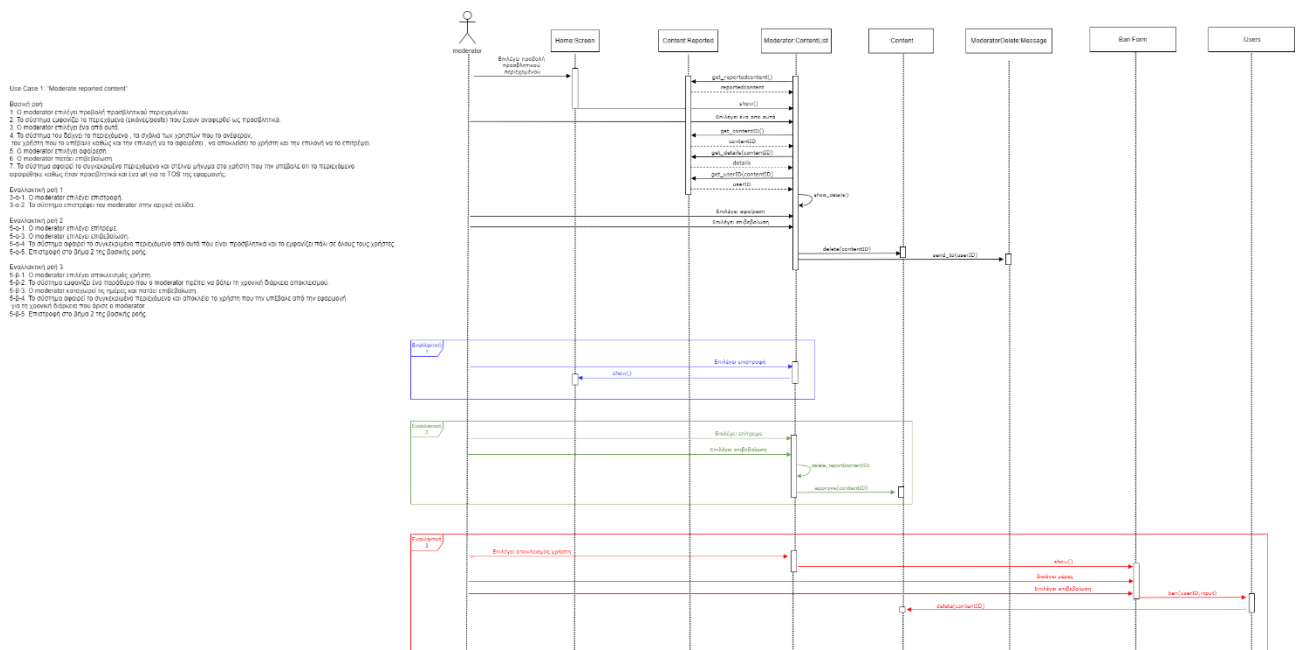 moderator
Home:Screen
Content:Reported
Moderator:ContentList
Content
ModeratorDelete:Message
Ban:Form
:Users
Επιλέγει προβολή
προσβλητικού
περιεχομένου
get_reportedcontent()
reportedcontent
show()
Επιλέγει ένα απο αυτά
get_contentID()
contentID
get_details(contentID)
details
get_userID(contentID)
userID
show_details()
Επιλέγει αφαίρεση
Επιλέγει επιβεβαίωση
delete(contentID)
send_to(userID)
Use Case 1: "Moderate reported content"
Βασική ροή
1. Ο moderator επιλέγει προβολή προσβλητικού περιεχομένου
2. Το σύστημα εμφανίζει το περιεχόμενο (εικόνες/posts) που έχουν αναφερθεί ως προσβλητικά.
3. Ο moderator επιλέγει ένα από αυτά.
4. Το σύστημα του δείχνει το περιεχόμενο , τα σχόλια των χρηστών που το ανέφεραν,
τον χρήστη που το υπέβαλε καθώς και την επιλογή να το αφαιρέσει , να αποκλείσει το χρήστη και την επιλογή να το επιτρέψει.
5. Ο moderator επιλέγει αφαίρεση.
6. Ο moderator πατάει επιβεβαίωση.
7. Το σύστημα αφαιρεί το συγκεκριμένο περιεχόμενο και στέλνει μήνυμα στο χρήστη που την υπέβαλε οτι το περιεχόμενο
αφαιρέθηκε καθώς ήταν προσβλητικό και ένα url για τα TOS της εφαρμογής.
Εναλλακτική ροή 1
3-α-1. Ο moderator επιλέγει επιστροφή.
3-α-2. Το σύστημα επιστρέφει τον moderator στην αρχική σελίδα.
Εναλλακτική ροή 2
5-α-1. Ο moderator επιλέγει επίτρεψε.
5-α-3. Ο moderator επιλέγει επιβεβαίωση.
5-α-4. Το σύστημα αφαιρεί το συγκεκριμένο περιεχόμενο από αυτά που είναι προσβλητικά και το εμφανίζει πάλι σε όλους τους χρήστες.
5-α-5. Επιστροφή στο βήμα 2 της βασικής ροής.
Εναλλακτική ροή 3
5-β-1. Ο moderator επιλέγει αποκλεισμός χρήστη.
5-β-2. Το σύστημα εμφανίζει ένα παράθυρο που ο moderator πρέπει να βάλει τη χρονική διάρκεια αποκλεισμού.
5-β-3. Ο moderator καταχωρεί τις ημέρες και πατάει επιβεβαίωση.
5-β-4. Το σύστημα αφαιρεί το συγκεκριμένο περιεχόμενο και αποκλείει το χρήστη που την υπέβαλε από την εφαρμογή
για τη χρονική διάρκεια που όρισε ο moderator
5-β-5. Επιστροφή στο βήμα 2 της βασικής ροής.
Εναλλακτική
1
Επιλέγει επιστροφή
show()
Εναλλακτική
2
Επιλέγει επίτρεψε
Επιλέγει επιβεβαίωση
delete_report(contentID)
approve(contentID)
Εναλλακτική
3
Επιλέγει αποκλεισμός χρήστη
show()
Εισάγει μέρες
Επιλέγει επιβεβαίωση
ban(userID,input)
delete(contentID)